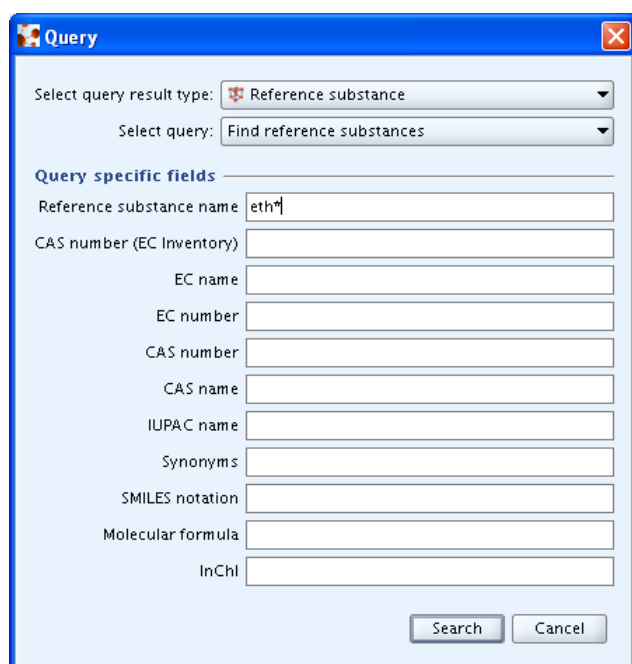 Query
Select query result type: Reference substance
Select query: Find reference substances
Query specific fields
Reference substance name eth*
CAS number (EC Inventory)
EC name
EC number
CAS number
CAS name
IUPAC name
Synonyms
SMILES notation
Molecular formula
InChI
Search Cancel